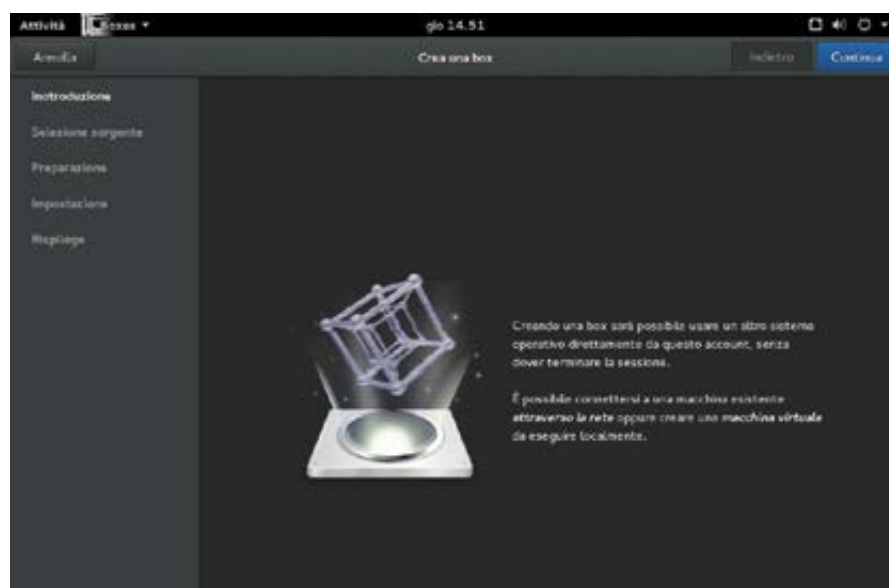 Attività Boxes gio 14.51
Annulla Crea una box Indietro Continua
Inotroduzione
Selezione sorgente
Preparazione
Impostazione
Riepilogo
Creando una box sarà possibile usare un altro sistema
operativo direttamente da questo account, senza
dover terminare la sessione.
È possibile connettersi a una macchina esistente
attraverso la rete oppure creare una macchina virtuale
da eseguire localmente.